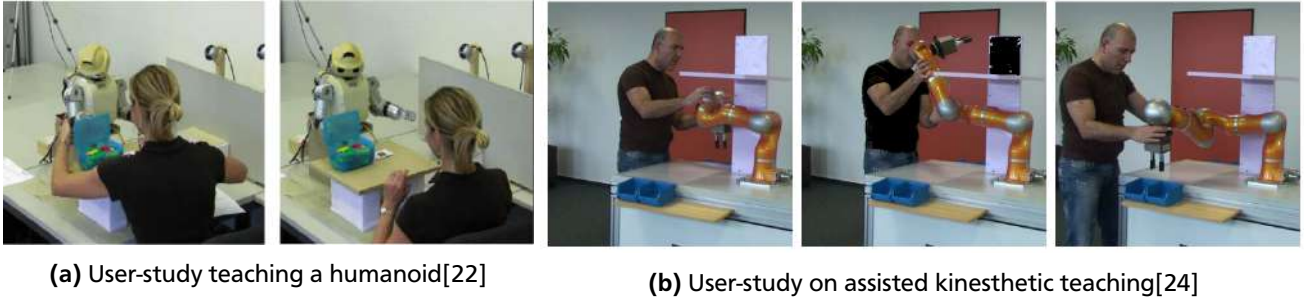 (a) User-study teaching a humanoid[22]
(b) User-study on assisted kinesthetic teaching[24]